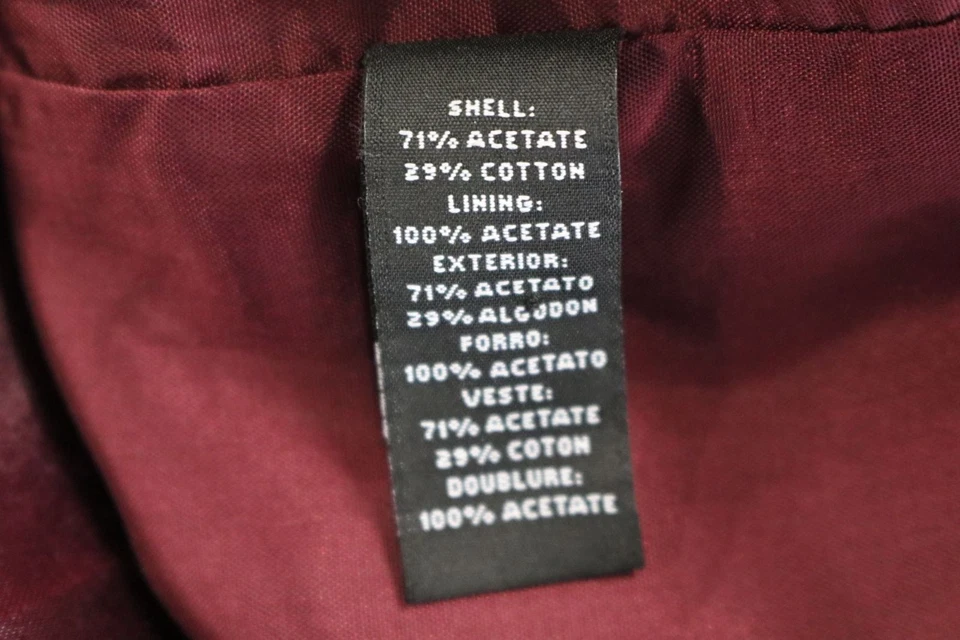 SHELL:
71% ACETATE
29% COTTON
LINING:
100% ACETATE
EXTERIOR:
71% ACETATO
29% ALGODON
FORRO:
100% ACETATO
VESTE:
71% ACETATE
29% COTON
DOUBLURE:
100% ACETATE